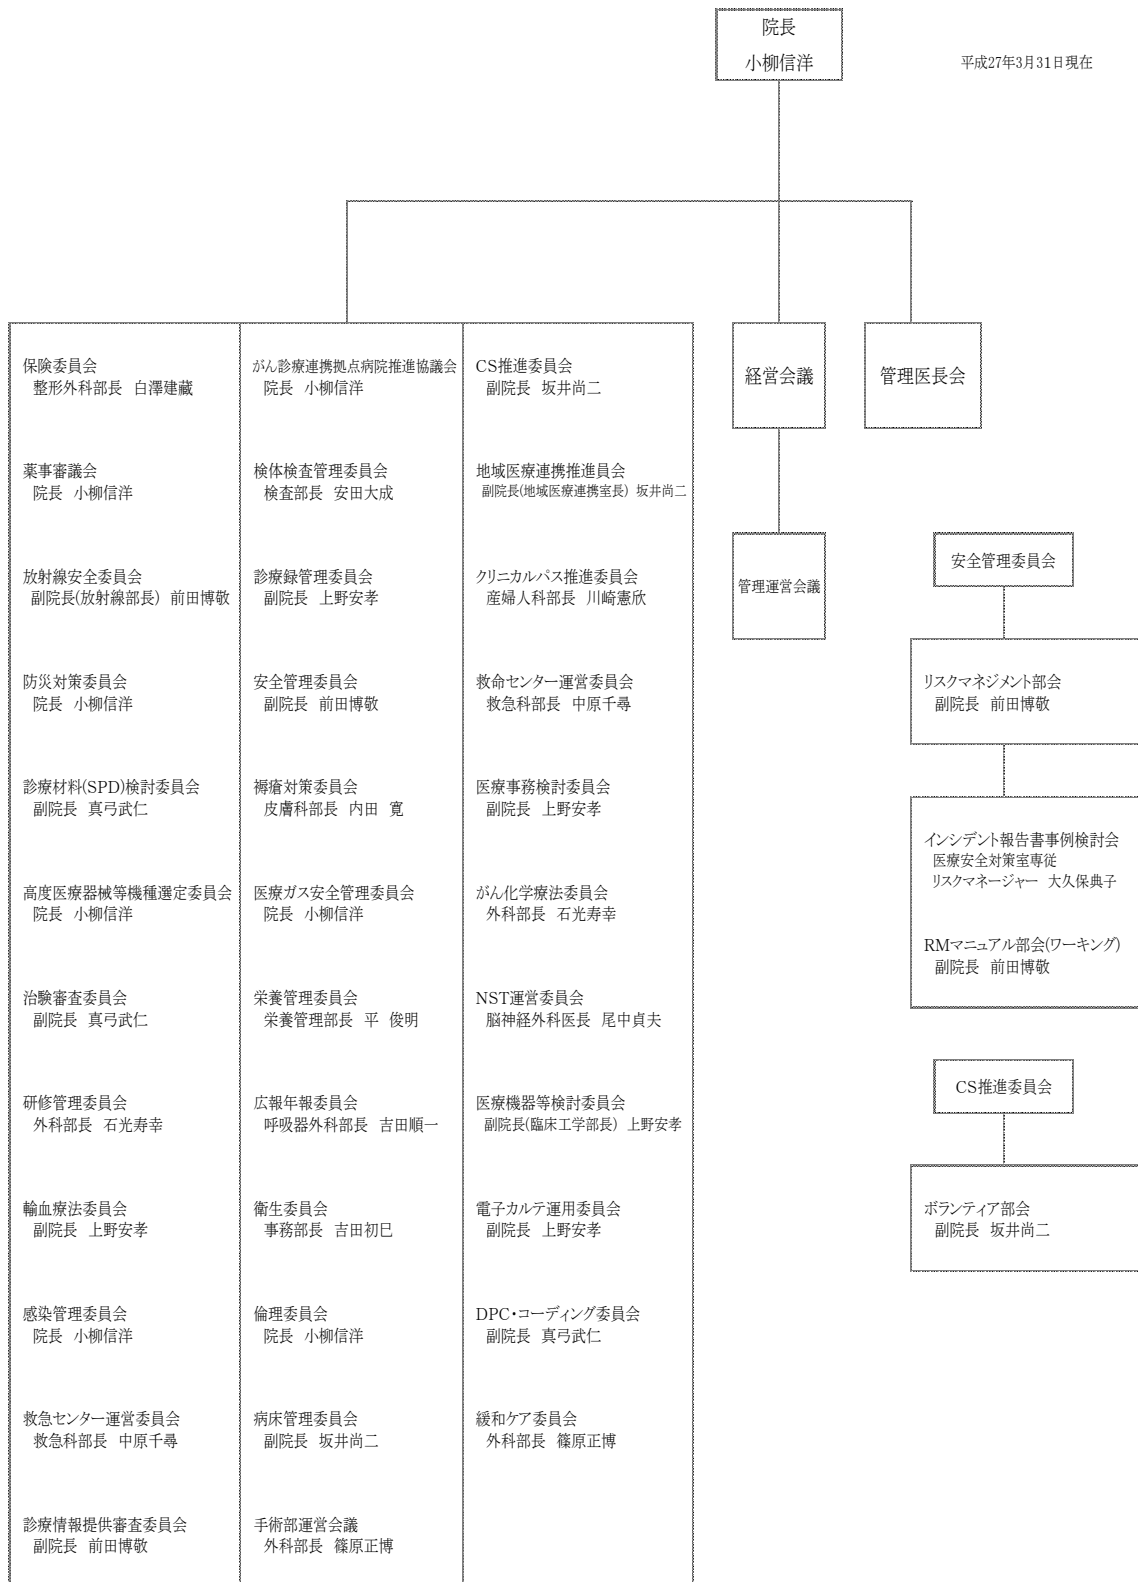 院長
小柳信洋
平成27年3月31日現在
保険委員会
整形外科部長 白澤建藏
薬事審議会
院長 小柳信洋
放射線安全委員会
副院長(放射線部長) 前田博敬
防災対策委員会
院長 小柳信洋
診療材料(SPD)検討委員会
副院長 真弓武仁
高度医療器械等機種選定委員会
院長 小柳信洋
治験審査委員会
副院長 真弓武仁
研修管理委員会
外科部長 石光寿幸
輸血療法委員会
副院長 上野安孝
感染管理委員会
院長 小柳信洋
救急センター運営委員会
救急科部長 中原千尋
診療情報提供審査委員会
副院長 前田博敬
がん診療連携拠点病院推進協議会
院長 小柳信洋
検体検査管理委員会
検査部長 安田大成
診療録管理委員会
副院長 上野安孝
安全管理委員会
副院長 前田博敬
褥瘡対策委員会
皮膚科部長 内田 寛
医療ガス安全管理委員会
院長 小柳信洋
栄養管理委員会
栄養管理部長 平 俊明
広報年報委員会
呼吸器外科部長 吉田順一
衛生委員会
事務部長 吉田初巳
倫理委員会
院長 小柳信洋
病床管理委員会
副院長 坂井尚二
手術部運営会議
外科部長 篠原正博
CS推進委員会
副院長 坂井尚二
地域医療連携推進員会
副院長(地域医療連携室長) 坂井尚二
クリニカルパス推進委員会
産婦人科部長 川崎憲欣
救命センター運営委員会
救急科部長 中原千尋
医療事務検討委員会
副院長 上野安孝
がん化学療法委員会
外科部長 石光寿幸
NST運営委員会
脳神経外科医長 尾中貞夫
医療機器等検討委員会
副院長(臨床工学部長) 上野安孝
電子カルテ運用委員会
副院長 上野安孝
DPC・コーディング委員会
副院長 真弓武仁
緩和ケア委員会
外科部長 篠原正博
経営会議
管理医長会
管理運営会議
安全管理委員会
リスクマネジメント部会
副院長 前田博敬
インシデント報告書事例検討会
医療安全対策室専従
リスクマネージャー 大久保典子
RMマニュアル部会(ワーキング)
副院長 前田博敬
CS推進委員会
ボランティア部会
副院長 坂井尚二